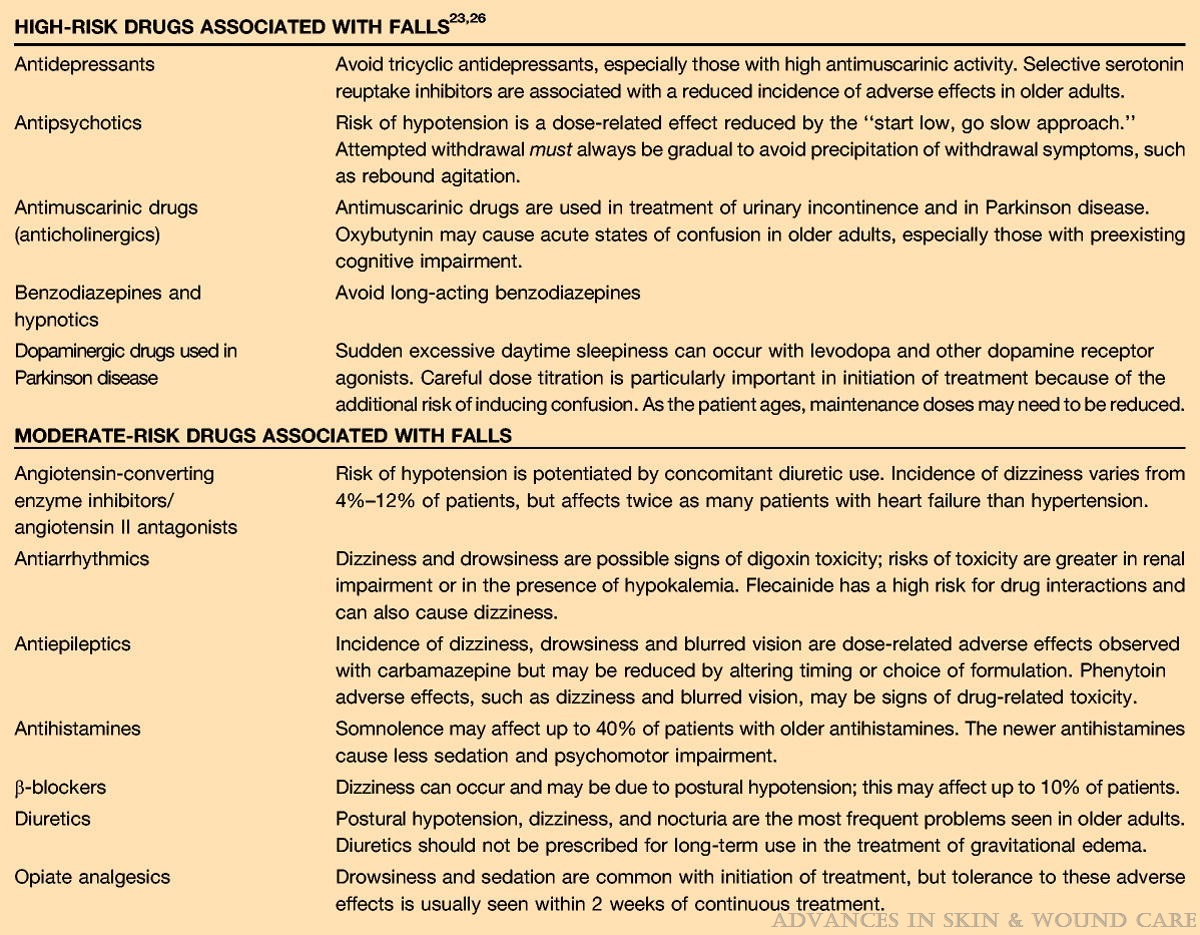 HIGH-RISK DRUGS ASSOCIATED WITH FALLS23,26
Antidepressants
Avoid tricyclic antidepressants, especially those with high antimuscarinic activity. Selective serotonin
reuptake inhibitors are associated with a reduced incidence of adverse effects in older adults.
Antipsychotics
Risk of hypotension is a dose-related effect reduced by the ‘‘start low, go slow approach.’’
Attempted withdrawal must always be gradual to avoid precipitation of withdrawal symptoms, such
as rebound agitation.
Antimuscarinic drugs
(anticholinergics)
Antimuscarinic drugs are used in treatment of urinary incontinence and in Parkinson disease.
Oxybutynin may cause acute states of confusion in older adults, especially those with preexisting
cognitive impairment.
Benzodiazepines and
hypnotics
Avoid long-acting benzodiazepines
Dopaminergic drugs used in
Parkinson disease
Sudden excessive daytime sleepiness can occur with levodopa and other dopamine receptor
agonists. Careful dose titration is particularly important in initiation of treatment because of the
additional risk of inducing confusion. As the patient ages, maintenance doses may need to be reduced.
MODERATE-RISK DRUGS ASSOCIATED WITH FALLS
Angiotensin-converting
enzyme inhibitors/
angiotensin II antagonists
Risk of hypotension is potentiated by concomitant diuretic use. Incidence of dizziness varies from
4%–12% of patients, but affects twice as many patients with heart failure than hypertension.
Antiarrhythmics
Dizziness and drowsiness are possible signs of digoxin toxicity; risks of toxicity are greater in renal
impairment or in the presence of hypokalemia. Flecainide has a high risk for drug interactions and
can also cause dizziness.
Antiepileptics
Incidence of dizziness, drowsiness and blurred vision are dose-related adverse effects observed
with carbamazepine but may be reduced by altering timing or choice of formulation. Phenytoin
adverse effects, such as dizziness and blurred vision, may be signs of drug-related toxicity.
Antihistamines
Somnolence may affect up to 40% of patients with older antihistamines. The newer antihistamines
cause less sedation and psychomotor impairment.
β-blockers
Dizziness can occur and may be due to postural hypotension; this may affect up to 10% of patients.
Diuretics
Postural hypotension, dizziness, and nocturia are the most frequent problems seen in older adults.
Diuretics should not be prescribed for long-term use in the treatment of gravitational edema.
Opiate analgesics
Drowsiness and sedation are common with initiation of treatment, but tolerance to these adverse
effects is usually seen within 2 weeks of continuous treatment.
ADVANCES IN SKIN & WOUND CARE